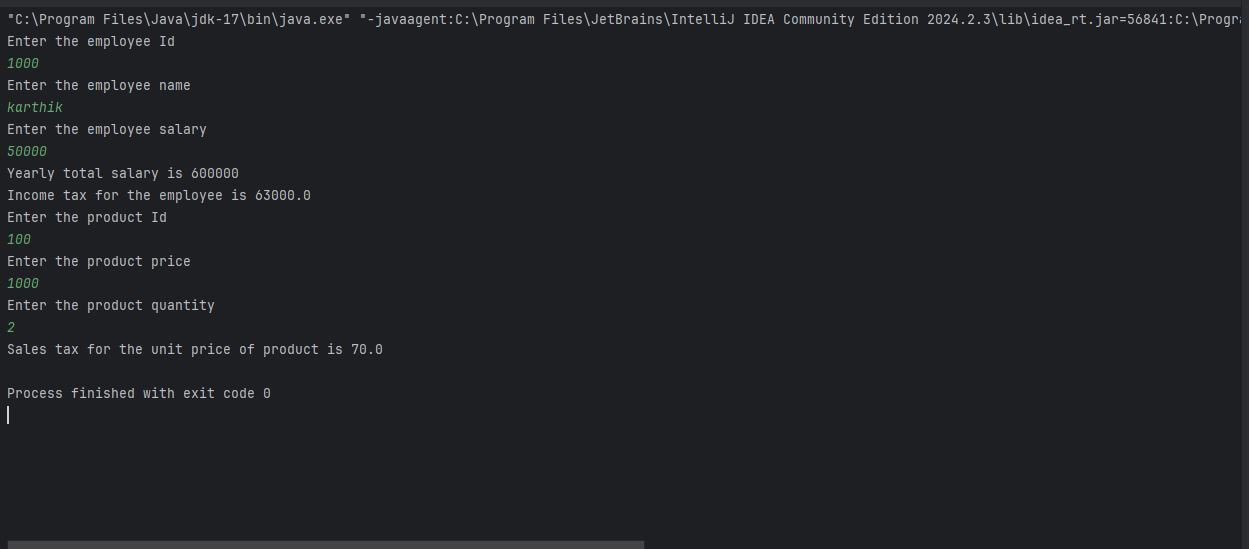 "C:\Program Files\Java\jdk-17\bin\java.exe" "-javaagent:C:\Program Files\JetBrains\IntelliJ IDEA Community Edition 2024.2.3\lib\idea_rt.jar=56841:C:\Progra
Enter the employee Id
1000
Enter the employee name
karthik
Enter the employee salary
50000
Yearly total salary is 600000
Income tax for the employee is 63000.0
Enter the product Id
100
Enter the product price
1000
Enter the product quantity
2
Sales tax for the unit price of product is 70.0
Process finished with exit code 0